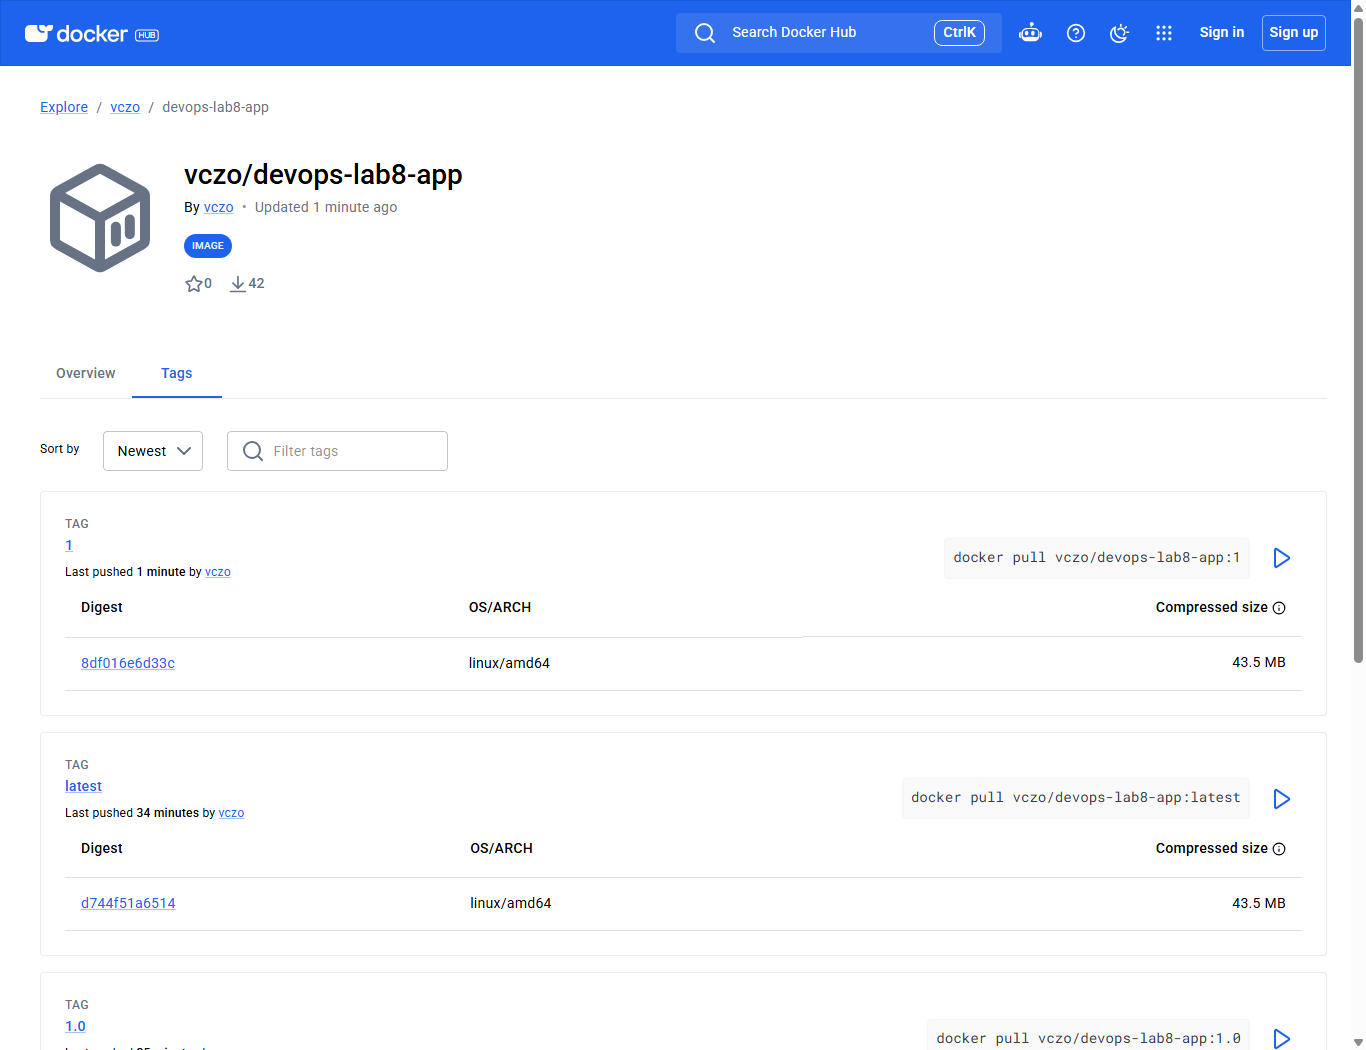 docker HUB
Search Docker Hub
CtrlK
Sign in
Sign up
Explore / vczo / devops-lab8-app
vczo/devops-lab8-app
By vczo • Updated 1 minute ago
IMAGE
0
42
Overview
Tags
Sort by
Newest
Filter tags
TAG
1
docker pull vczo/devops-lab8-app:1
Last pushed 1 minute by vczo
Digest
OS/ARCH
Compressed size
8df016e6d33c
linux/amd64
43.5 MB
TAG
latest
docker pull vczo/devops-lab8-app:latest
Last pushed 34 minutes by vczo
Digest
OS/ARCH
Compressed size
d744f51a6514
linux/amd64
43.5 MB
TAG
1.0
docker pull vczo/devops-lab8-app:1.0